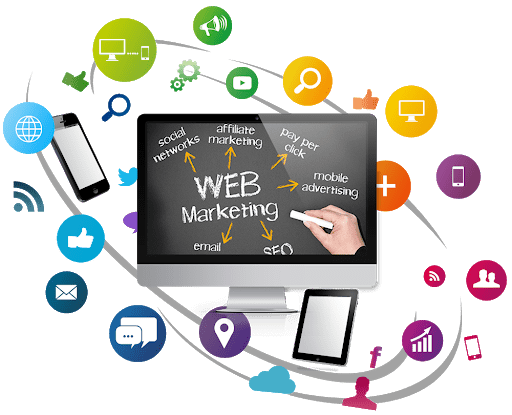 social
networks
affiliate
marketing
pay per
click
WEB
Marketing
mobile
advertising
email
SEO